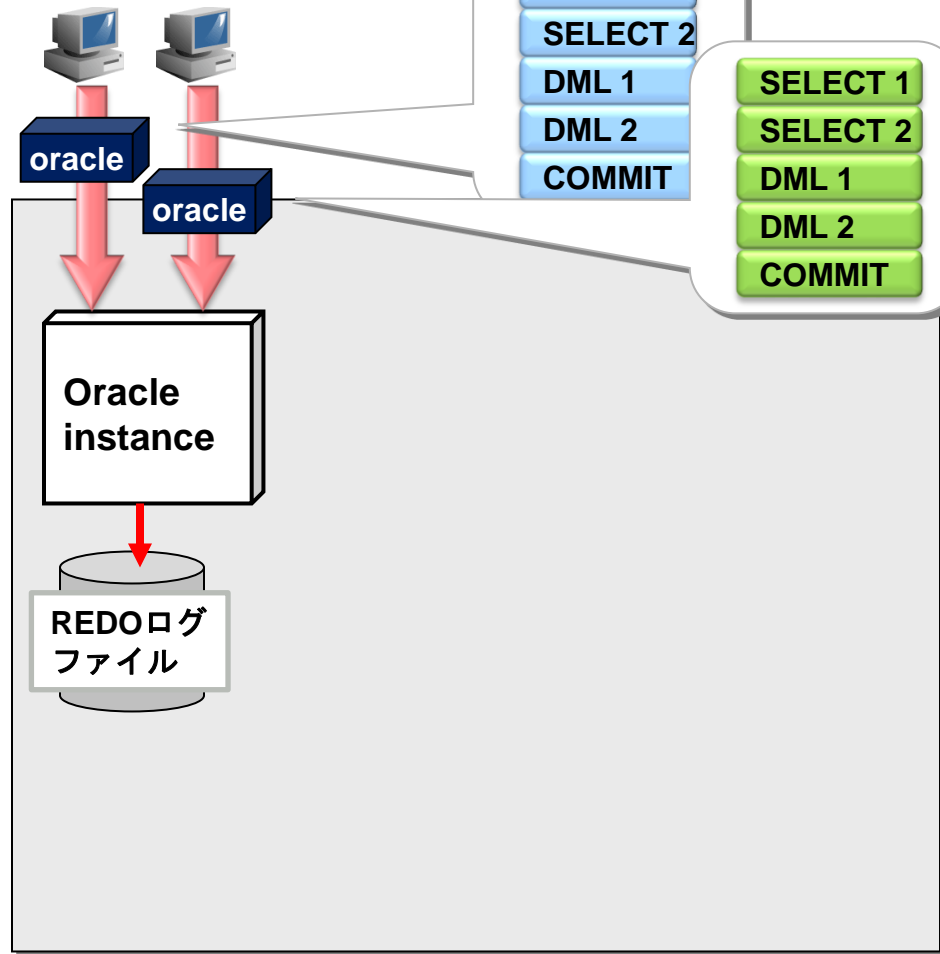 SELECT 2
DML 1
DML 2
COMMIT
SELECT 1
SELECT 2
DML 1
DML 2
COMMIT
oracle
oracle
Oracle
instance
REDOログ
ファイル